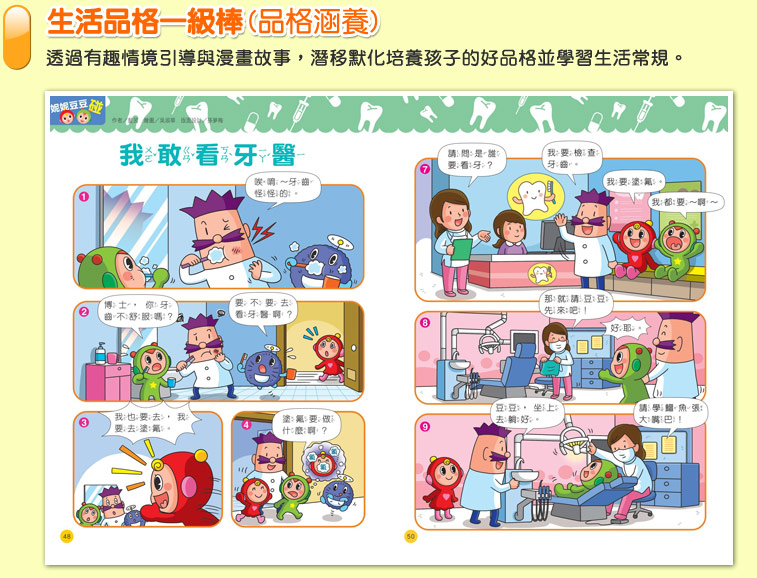 生活品格一級棒(品格涵養)
透過有趣情境引導與漫畫故事，潛移默化培養孩子的好品格並學習生活常規。
妮妮豆豆碰
作者／
我敢看牙醫
1
唉唷～牙齒
怪怪的。
2
博士，你牙
齒不舒服嗎？
要不要去
看牙醫啊？
3
我也要去，我
要去塗氟。
4
塗氟要做
什麼啊？
48
7
請問是誰
要看牙？
我要檢查
牙齒。
我要塗氟。
我都要～啊～
8
那就請豆豆
先來吧！
好耶。
9
豆豆，坐上
去躺好。
請學鱷魚張
大嘴巴！
50